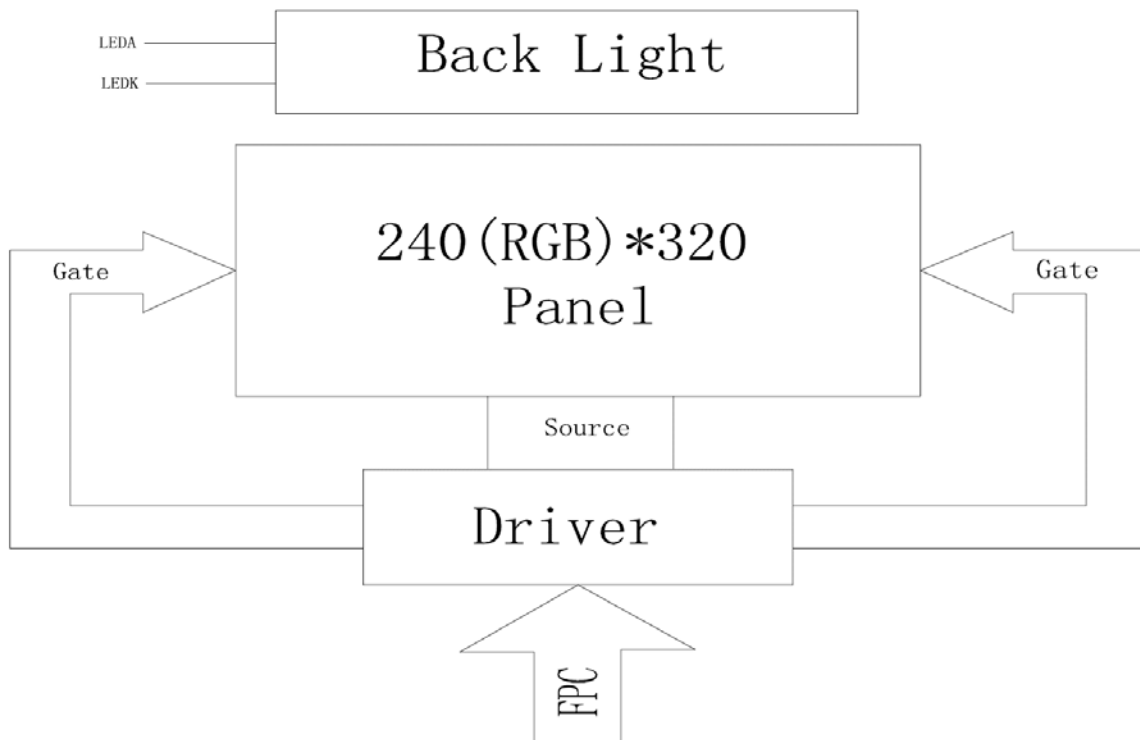 LEDA
LEDK
Back Light
240(RGB)*320
Panel
Gate
Gate
Source
Driver
FPC